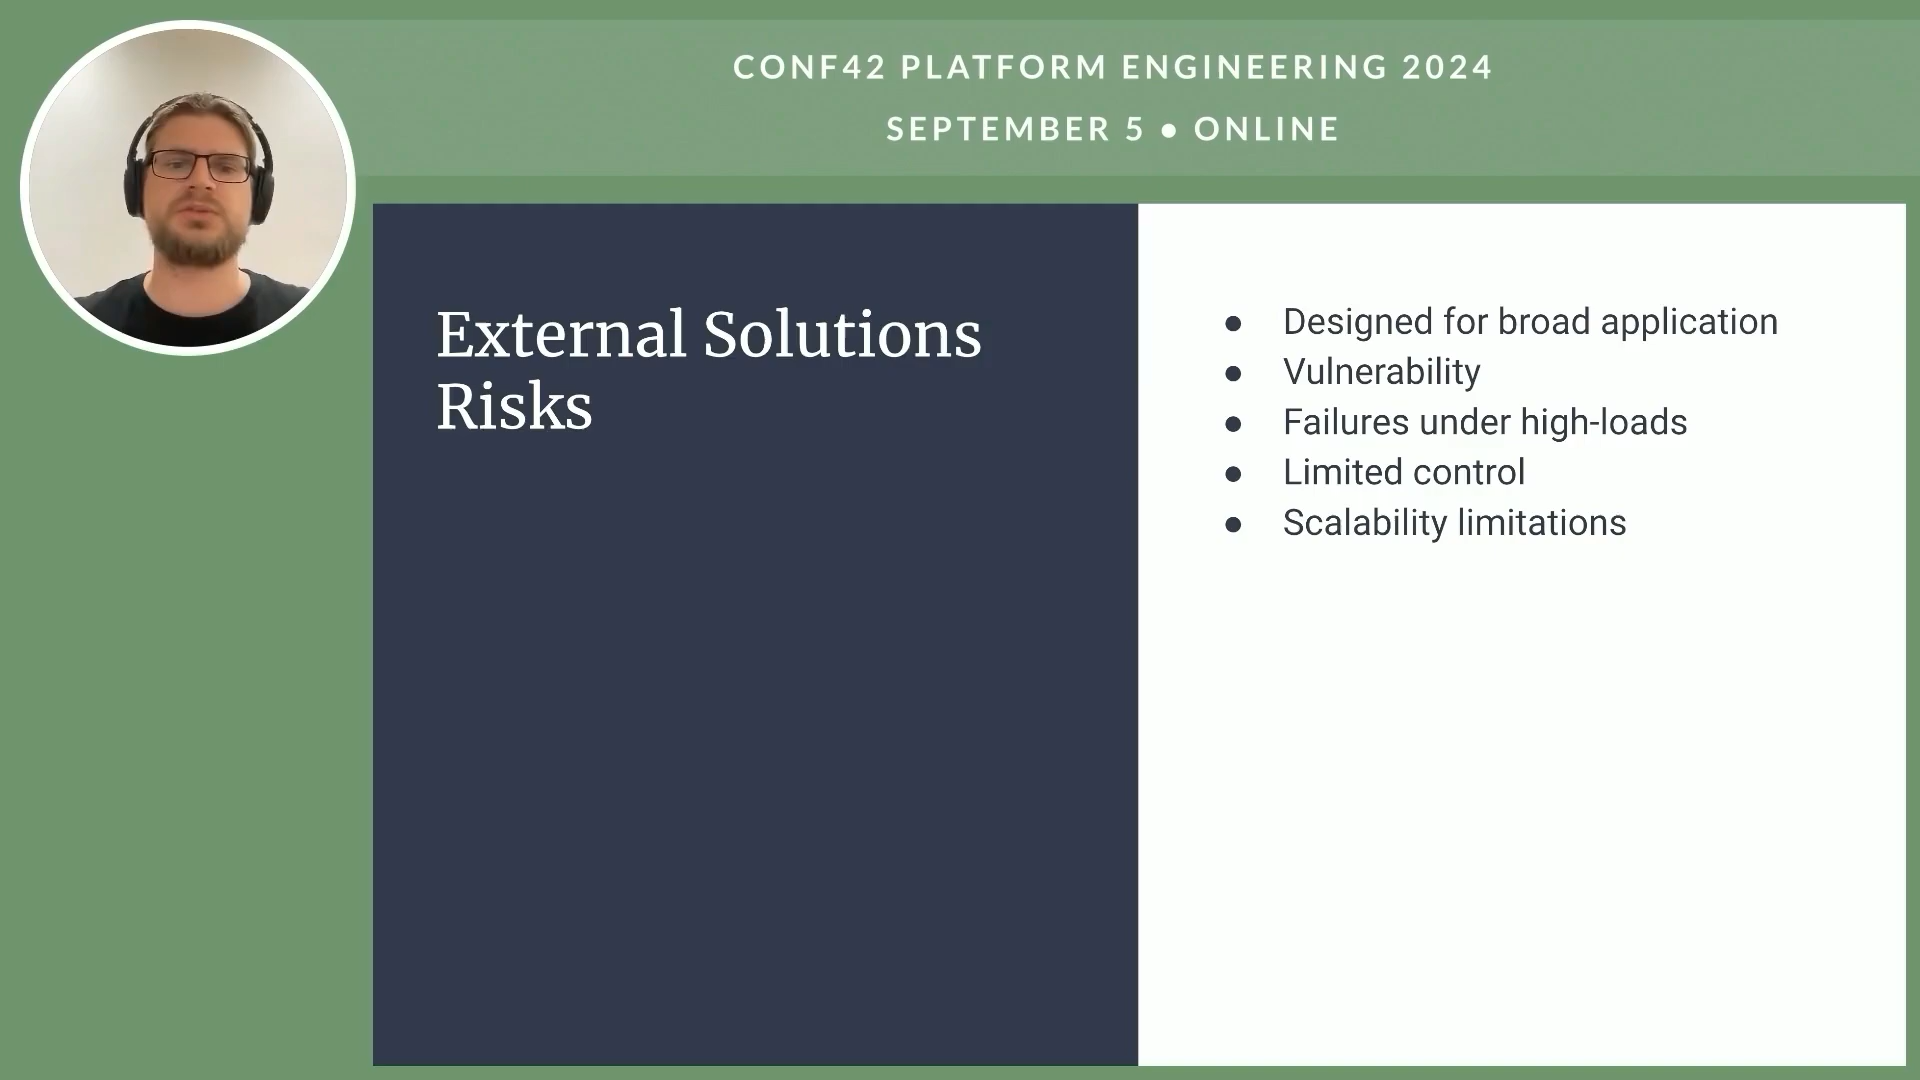 CONF42 PLATFORM ENGINEERING 2024
SEPTEMBER 5 ● ONLINE
External Solutions
Risks
● Designed for broad application
● Vulnerability
● Failures under high-loads
● Limited control
● Scalability limitations